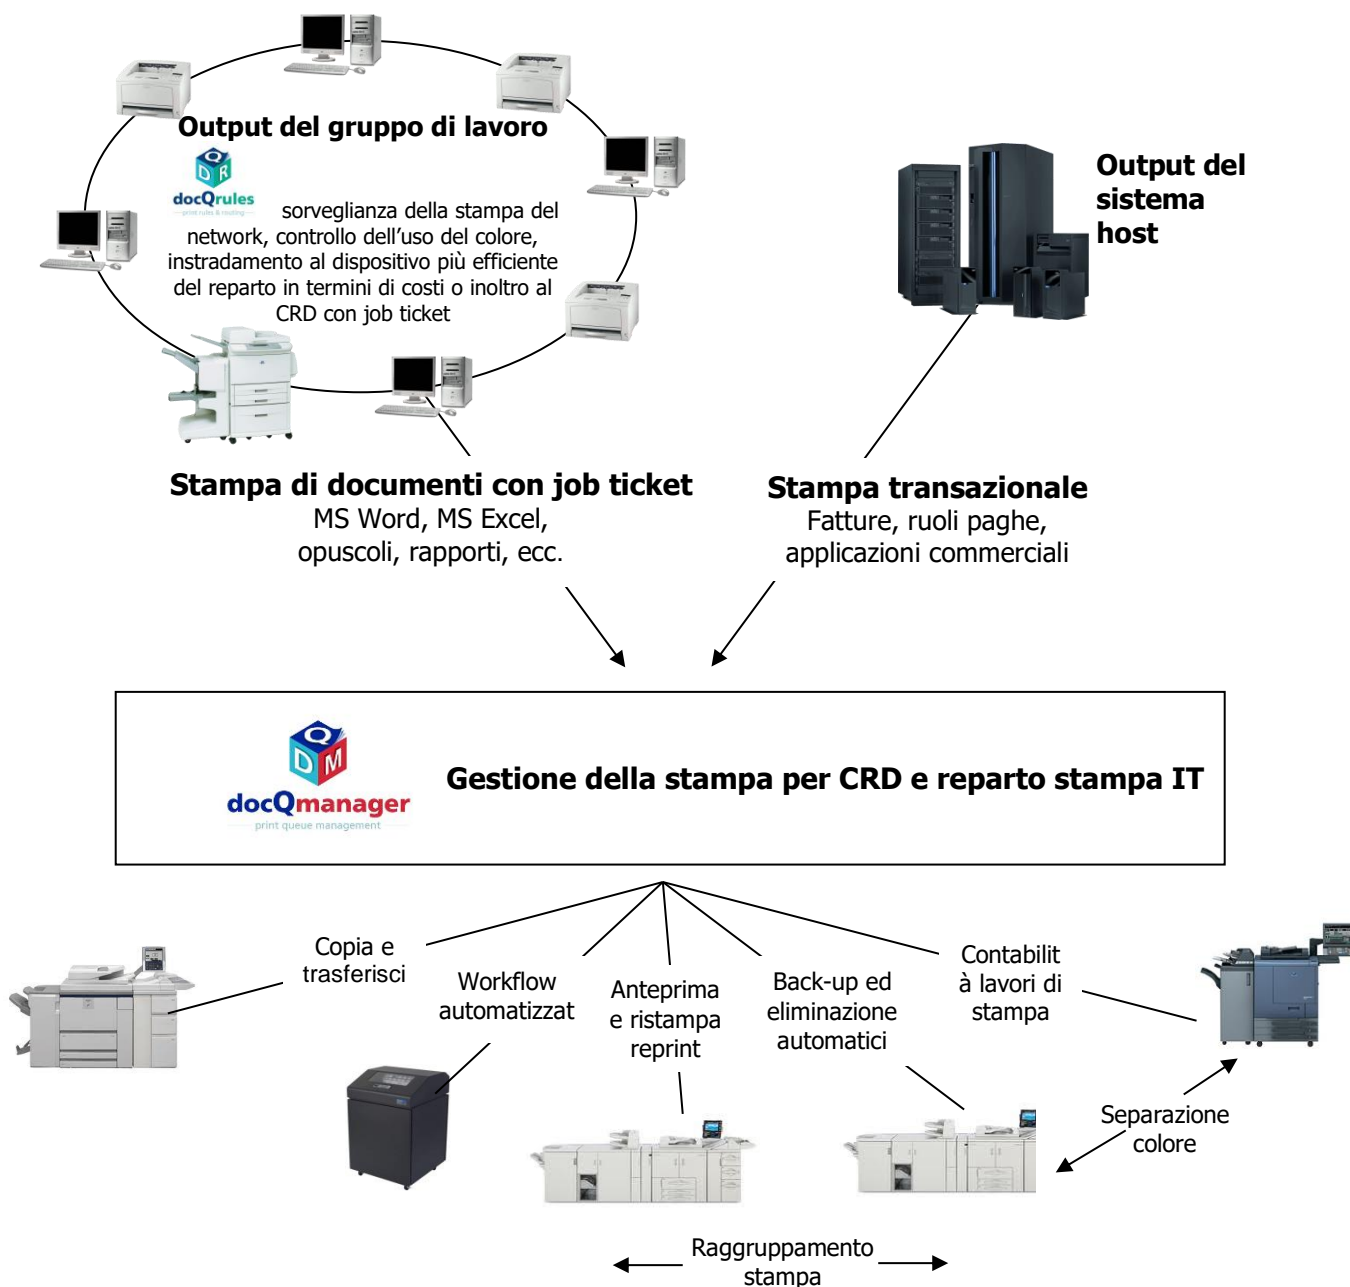 Output del gruppo di lavoro
Q
D R
docQrules
print rules & routing
sorveglianza della stampa del
network, controllo dell'uso del colore,
instradamento al dispositivo più efficiente
del reparto in termini di costi o inoltro al
CRD con job ticket
Output del
sistema
host
Stampa di documenti con job ticket
MS Word, MS Excel,
opuscoli, rapporti, ecc.
Stampa transazionale
Fatture, ruoli paghe,
applicazioni commerciali
Q
D M
docQmanager
print queue management
Gestione della stampa per CRD e reparto stampa IT
Copia e
trasferisci
Workflow
automatizzat
Anteprima
e ristampa
reprint
Back-up ed
eliminazione
automatici
Contabilit
à lavori di
stampa
Separazione
colore
Raggruppamento
stampa